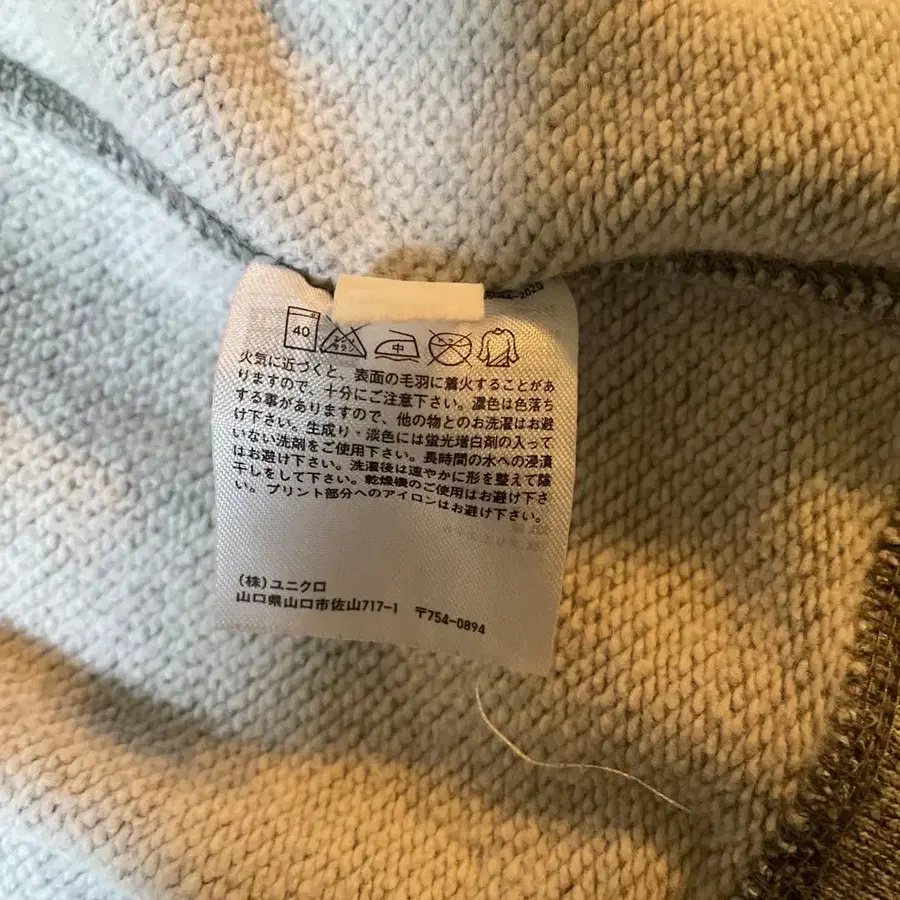 -2020
40
エンソ
サラシ
中
火気に近づくと、表面の毛羽に着火することがあ
りますので、十分にご注意下さい。濃色は色落ち
する事がありますので、他の物とのお洗濯はお避
け下さい。生成り・淡色には蛍光増白剤の入って
いない洗剤をご使用下さい。長時間の水への浸漬
はお避け下さい。洗濯後は速やかに形を整えて陰
干しをして下さい。乾燥機のご使用はお避け下さ
い。プリント部分へのアイロンはお避け下さい。
(株)ユニクロ
山口県山口市佐山717-1 〒754-0894